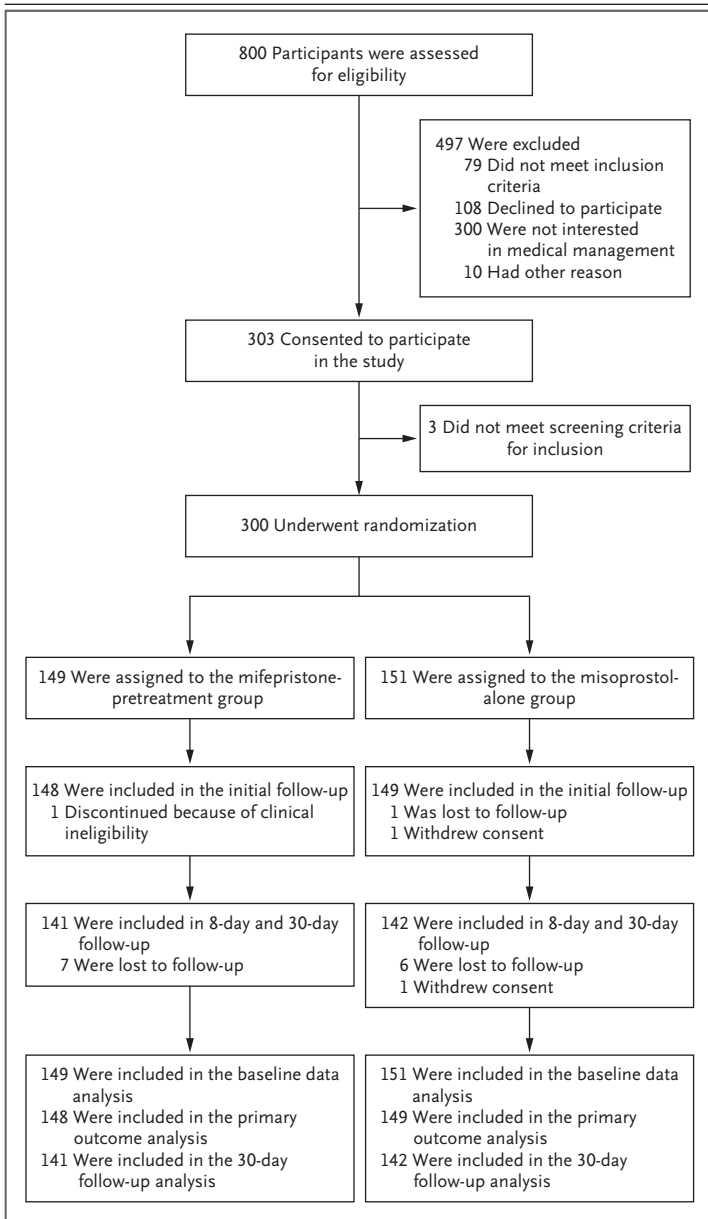 800 Participants were assessed
for eligibility
497 Were excluded
79 Did not meet inclusion
criteria
108 Declined to participate
300 Were not interested
in medical management
10 Had other reason
303 Consented to participate
in the study
3 Did not meet screening criteria
for inclusion
300 Underwent randomization
149 Were assigned to the mifepristone-
pretreatment group
151 Were assigned to the misoprostol-
alone group
148 Were included in the initial follow-up
1 Discontinued because of clinical
ineligibility
149 Were included in the initial follow-up
1 Was lost to follow-up
1 Withdrew consent
141 Were included in 8-day and 30-day
follow-up
7 Were lost to follow-up
142 Were included in 8-day and 30-day
follow-up
6 Were lost to follow-up
1 Withdrew consent
149 Were included in the baseline data
analysis
148 Were included in the primary
outcome analysis
141 Were included in the 30-day
follow-up analysis
151 Were included in the baseline data
analysis
149 Were included in the primary
outcome analysis
142 Were included in the 30-day
follow-up analysis